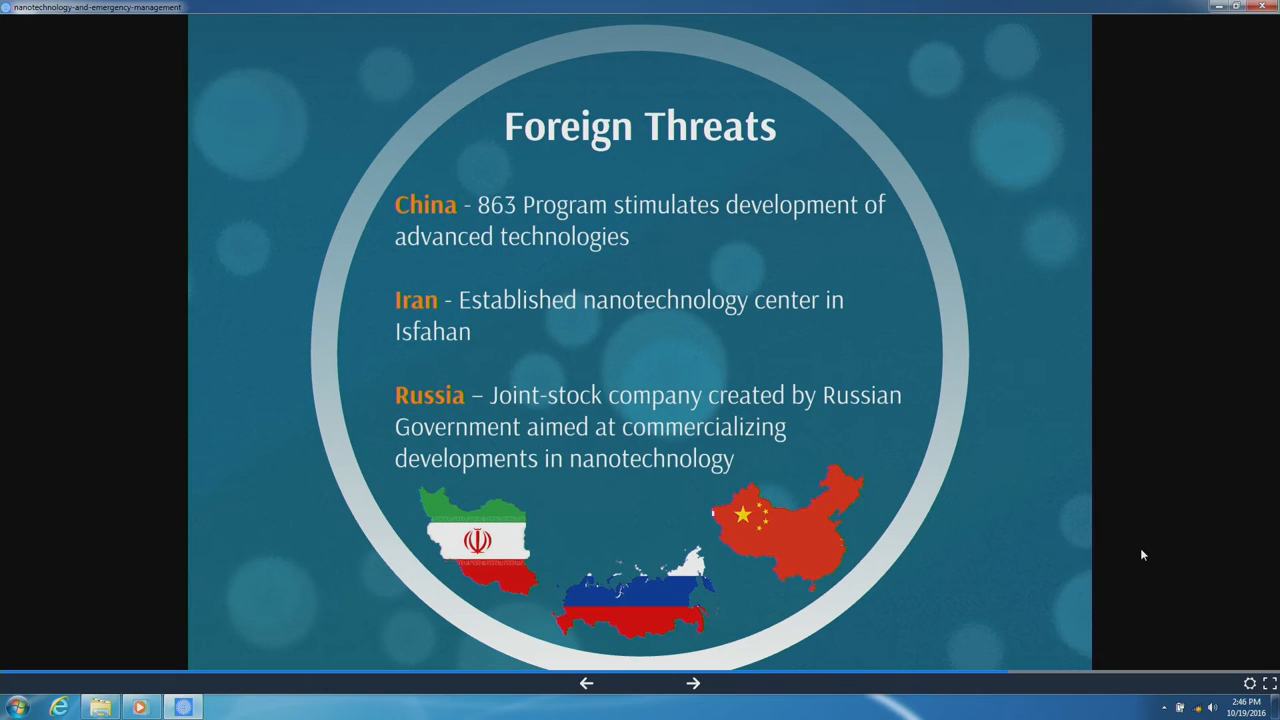 nanotechnology-and-emergency-management
Foreign Threats
China - 863 Program stimulates development of
advanced technologies
Iran - Established nanotechnology center in
Isfahan
Russia – Joint-stock company created by Russian
Government aimed at commercializing
developments in nanotechnology
2:46 PM
10/19/2016